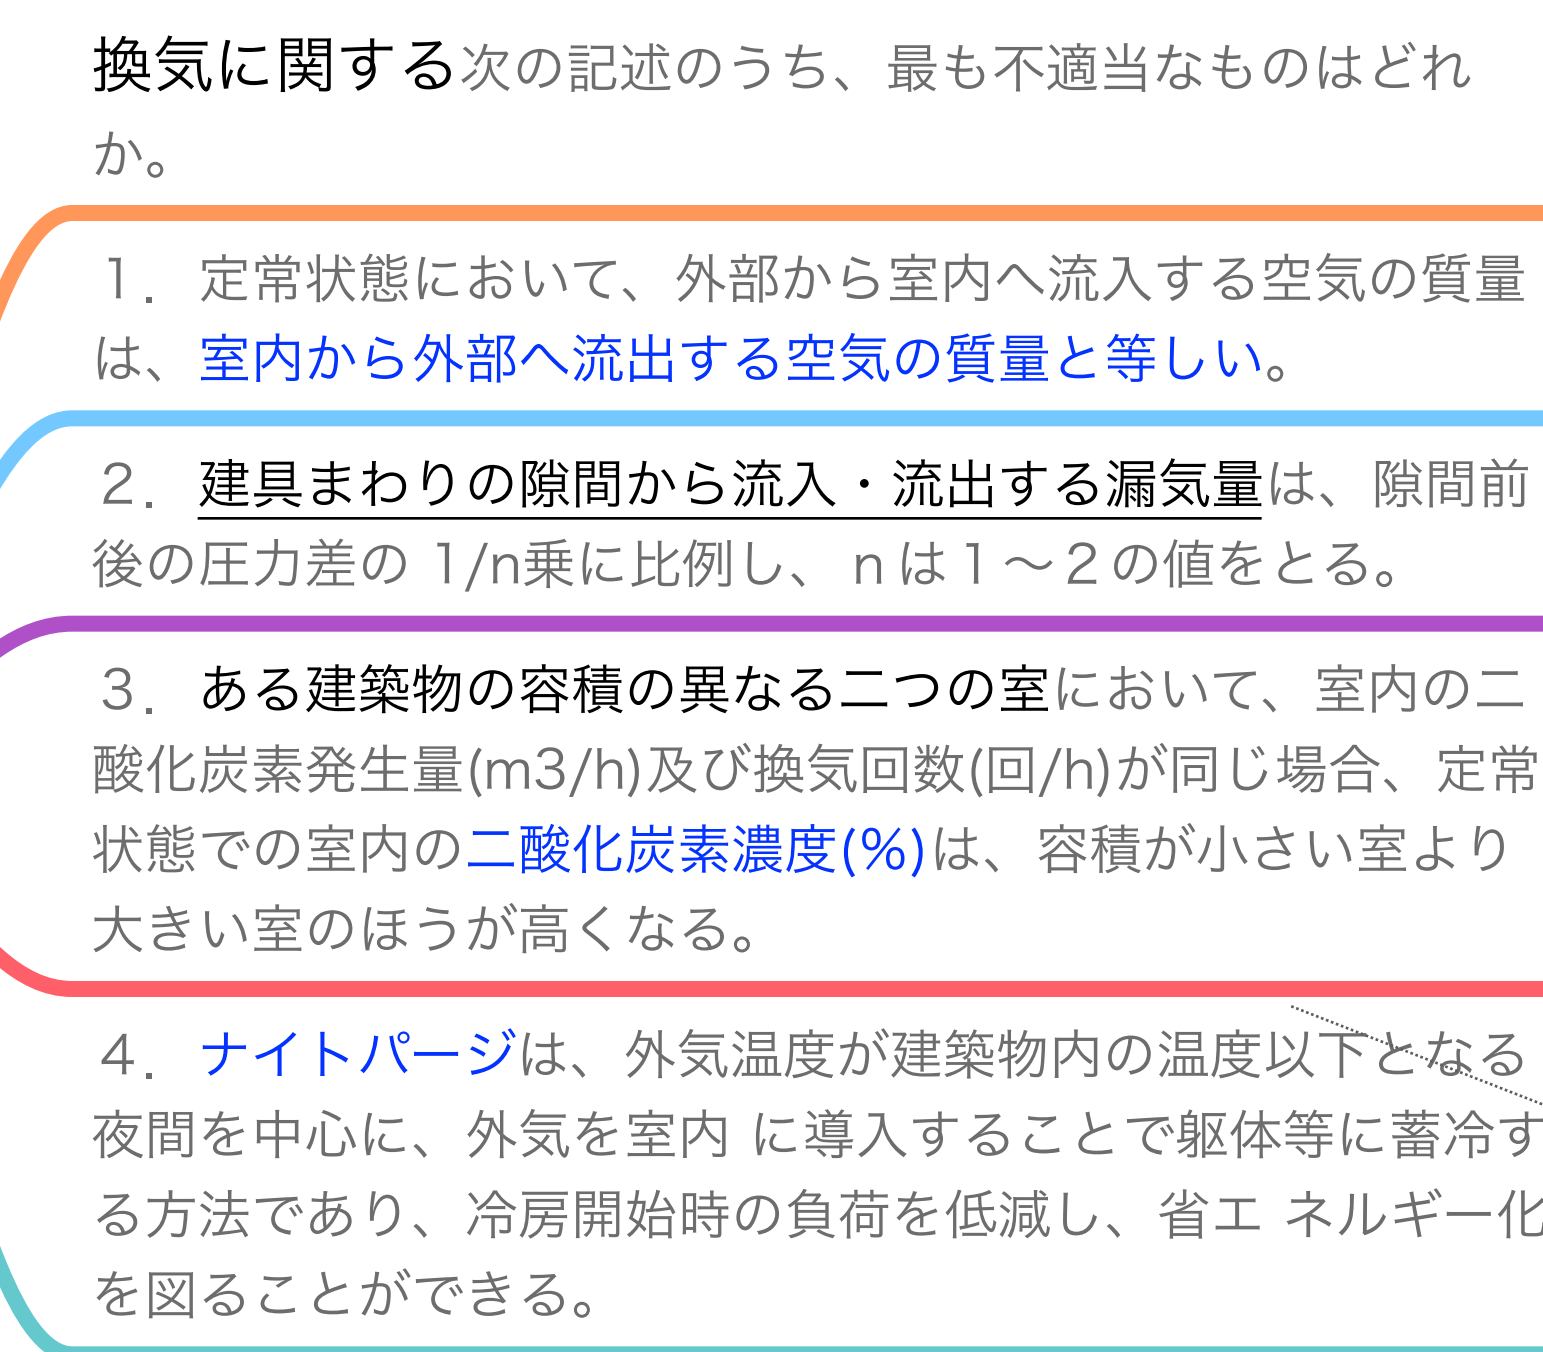 換気に関する次の記述のうち、最も不適当なものはどれ
か。
１．定常状態において、外部から室内へ流入する空気の質量
は、室内から外部へ流出する空気の質量と等しい。
２．建具まわりの隙間から流入・流出する漏気量は、隙間前
後の圧力差の 1/n乗に比例し、ｎは１〜２の値をとる。
３．ある建築物の容積の異なる二つの室において、室内の二
酸化炭素発生量(m3/h)及び換気回数(回/h)が同じ場合、定常
状態での室内の二酸化炭素濃度(%)は、容積が小さい室より
大きい室のほうが高くなる。
４．ナイトパージは、外気温度が建築物内の温度以下となる
夜間を中心に、外気を室内 に導入することで躯体等に蓄冷す
る方法であり、冷房開始時の負荷を低減し、省エ ネルギー化
を図ることができる。